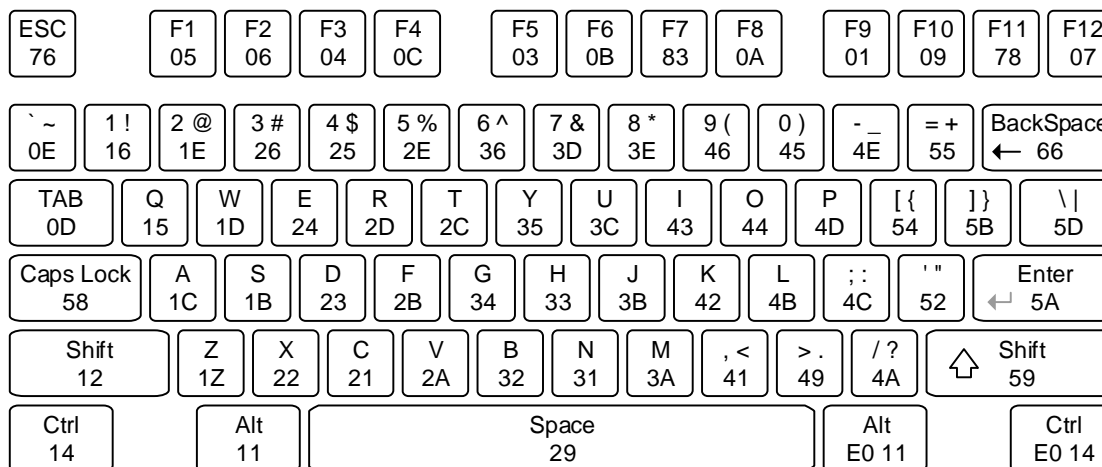 ESC F1 F2 F3 F4 F5 F6 F7 F8 F9 F10 F11 F12
76 05 06 04 0C 03 0B 83 0A 01 09 78 07
` ~ 1 ! 2 @ 3 # 4 $ 5 % 6 ^ 7 & 8 * 9 ( 0 ) - _ = + BackSpace
0E 16 1E 26 25 2E 36 3D 3E 46 45 4E 55 ← 66
TAB Q W E R T Y U I O P [ { ] } \ |
0D 15 1D 24 2D 2C 35 3C 43 44 4D 54 5B 5D
Caps Lock A S D F G H J K L ; : ' " Enter
58 1C 1B 23 2B 34 33 3B 42 4B 4C 52 ↵ 5A
Shift Z X C V B N M , < > . / ? Shift
12 1Z 22 21 2A 32 31 3A 41 49 4A 59
Ctrl Alt Space Alt Ctrl
14 11 29 E0 11 E0 14